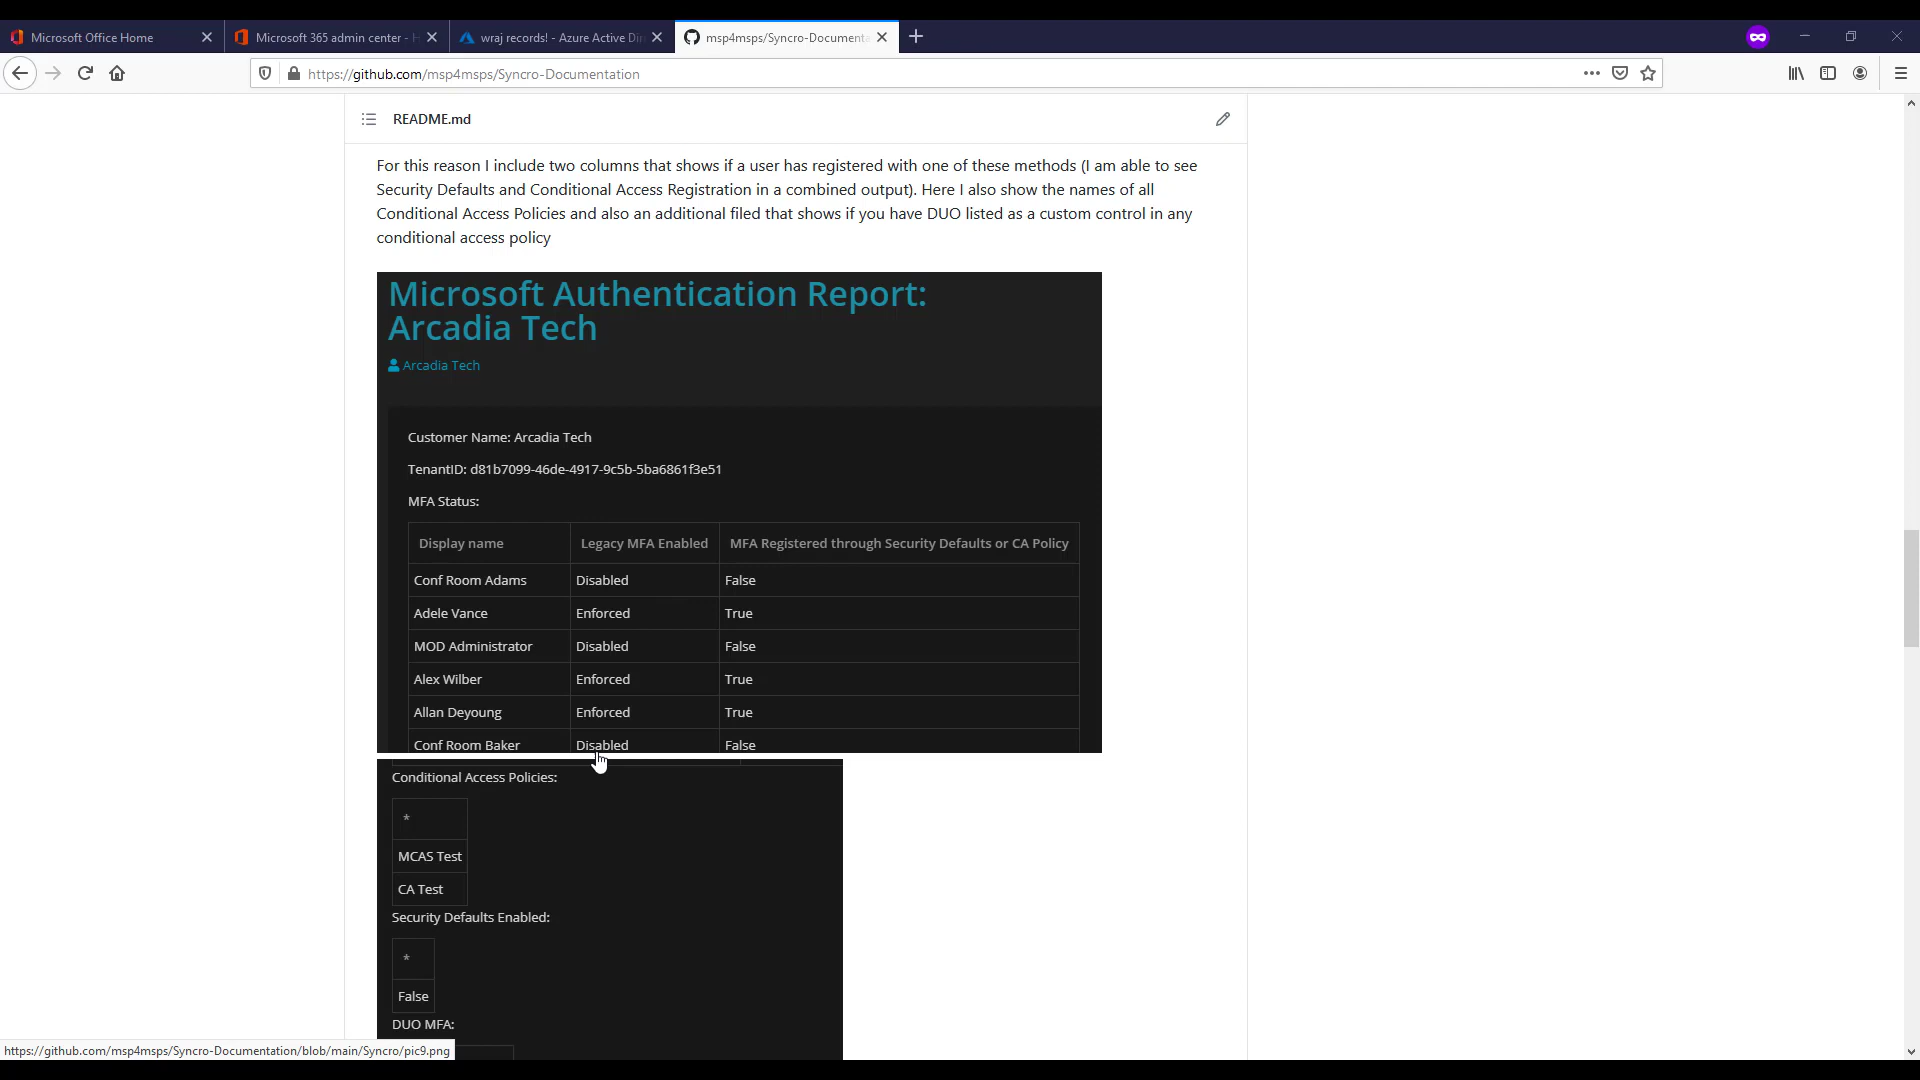 Microsoft Office Home
Microsoft 365 admin center - H
wraj records! - Azure Active Dir
msp4msps/Syncro-Documenta
https://github.com/msp4msps/Syncro-Documentation
README.md
For this reason I include two columns that shows if a user has registered with one of these methods (I am able to see
Security Defaults and Conditional Access Registration in a combined output). Here I also show the names of all
Conditional Access Policies and also an additional filed that shows if you have DUO listed as a custom control in any
conditional access policy
Microsoft Authentication Report:
Arcadia Tech
Arcadia Tech
Customer Name: Arcadia Tech
TenantID: d81b7099-46de-4917-9c5b-5ba6861f3e51
MFA Status:
Display name Legacy MFA Enabled MFA Registered through Security Defaults or CA Policy
Conf Room Adams Disabled False
Adele Vance Enforced True
MOD Administrator Disabled False
Alex Wilber Enforced True
Allan Deyoung Enforced True
Conf Room Baker Disabled False
Conditional Access Policies:
*
MCAS Test
CA Test
Security Defaults Enabled:
*
False
DUO MFA:
https://github.com/msp4msps/Syncro-Documentation/blob/main/Syncro/pic9.png